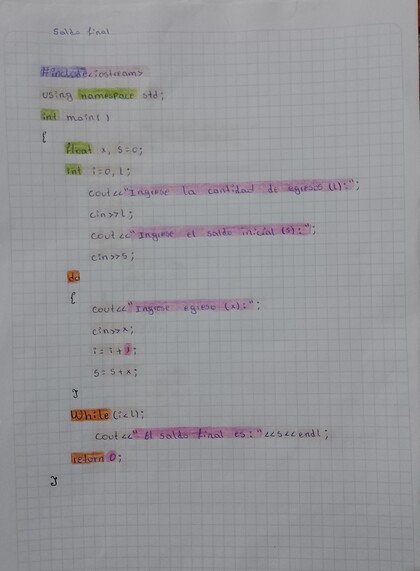 Saldo final
#include<iostream>
using namespace std;
int main()
{
float x, s=0;
int i=0, L;
cout<<"Ingrese la cantidad de egresos (L):";
cin>>L;
cout<<"Ingrese el saldo inicial (s):";
cin>>s;
do
{
cout<<"Ingrese egreso (x):";
cin>>x;
i=i+1;
s=s+x;
}
While(i<L);
cout<<"El saldo final es:"<<s<<endl;
return 0;
}